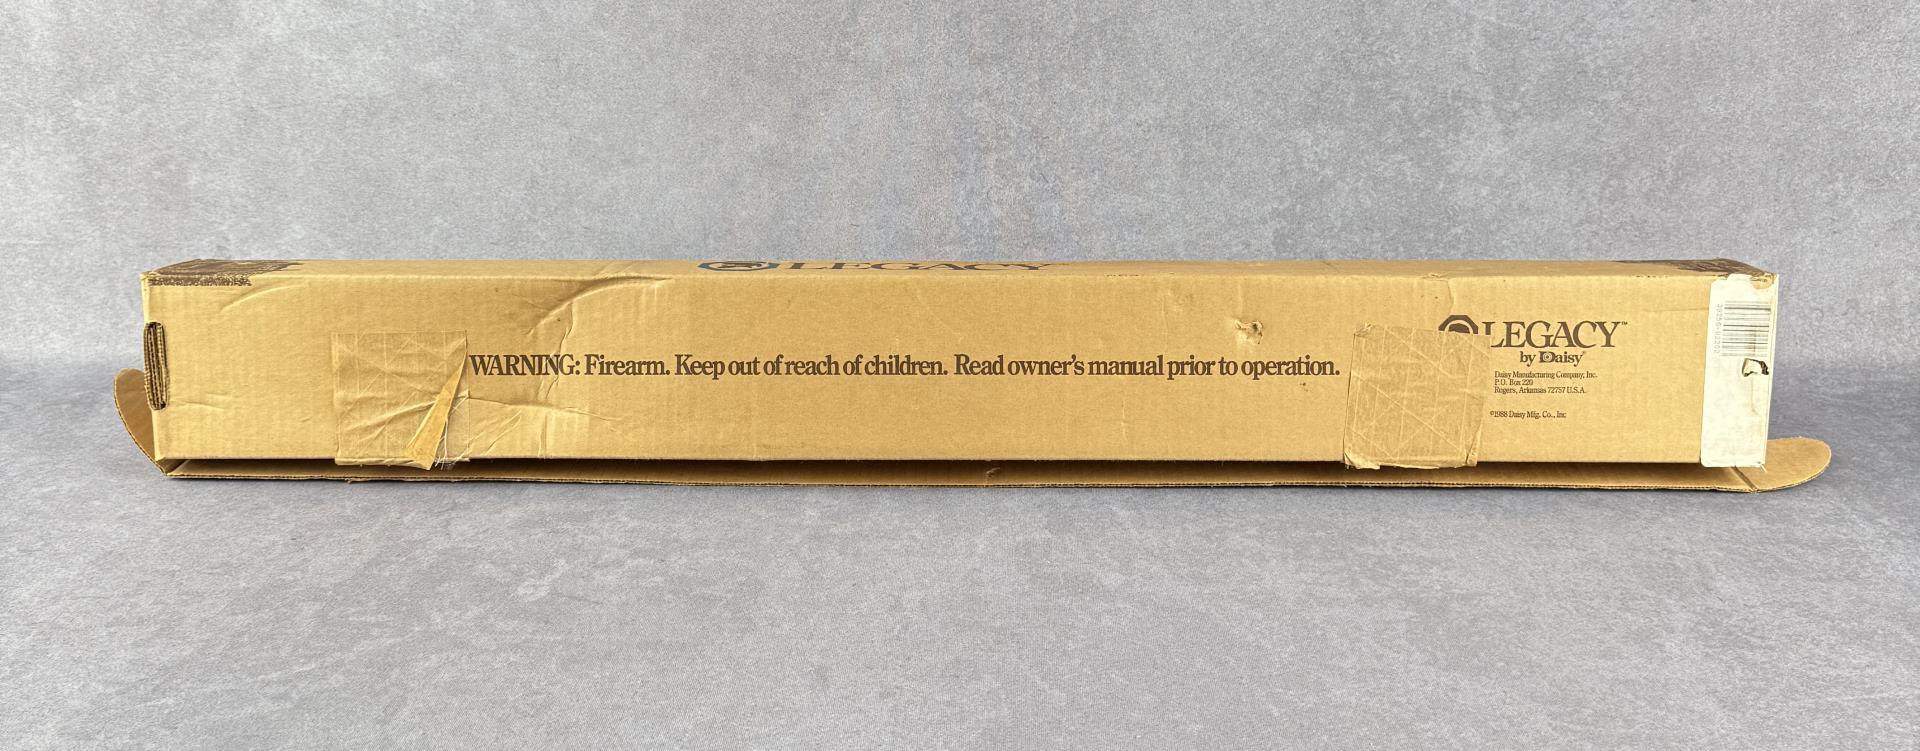 LEGACY
WARNING: Firearm. Keep out of reach of children. Read owner's manual prior to operation.
LEGACY™
by Daisy®
Daisy Manufacturing Company, Inc.
P.O. Box 220
Rogers, Arkansas 72757 U.S.A.
©1988 Daisy Mfg. Co., Inc